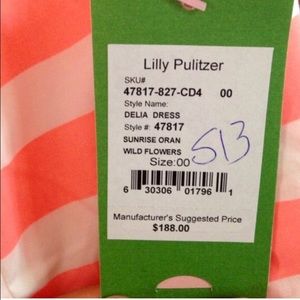 Lilly Pulitzer
SKU#
47817-827-CD4 00
Style Name:
DELIA DRESS
Style #: 47817
SUNRISE ORAN
WILD FLOWERS
Size:00
513
6 30306 01796 1
Manufacturer's Suggested Price
$188.00